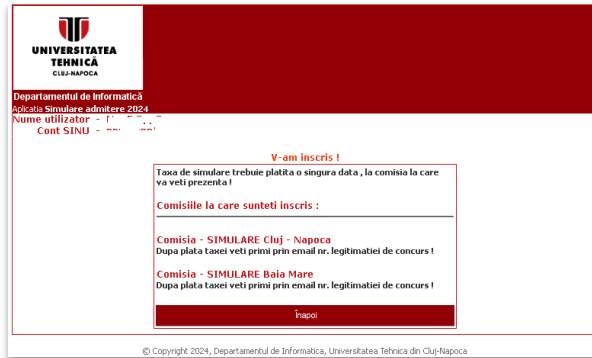 UNIVERSITATEA
TEHNICĂ
CLUJ-NAPOCA
Departamentul de Informatică
Aplicatia Simulare admitere 2024
Nume utilizator -
Cont SINU -
V-am inscris !
Taxa de simulare trebuie platita o singura data , la comisia la care
va veti prezenta !
Comisiile la care sunteti inscris :
Comisia - SIMULARE Cluj - Napoca
Dupa plata taxei veti primi prin email nr. legitimatiei de concurs !
Comisia - SIMULARE Baia Mare
Dupa plata taxei veti primi prin email nr. legitimatiei de concurs !
Înapoi
© Copyright 2024, Departamentul de Informatica, Universitatea Tehnica din Cluj-Napoca